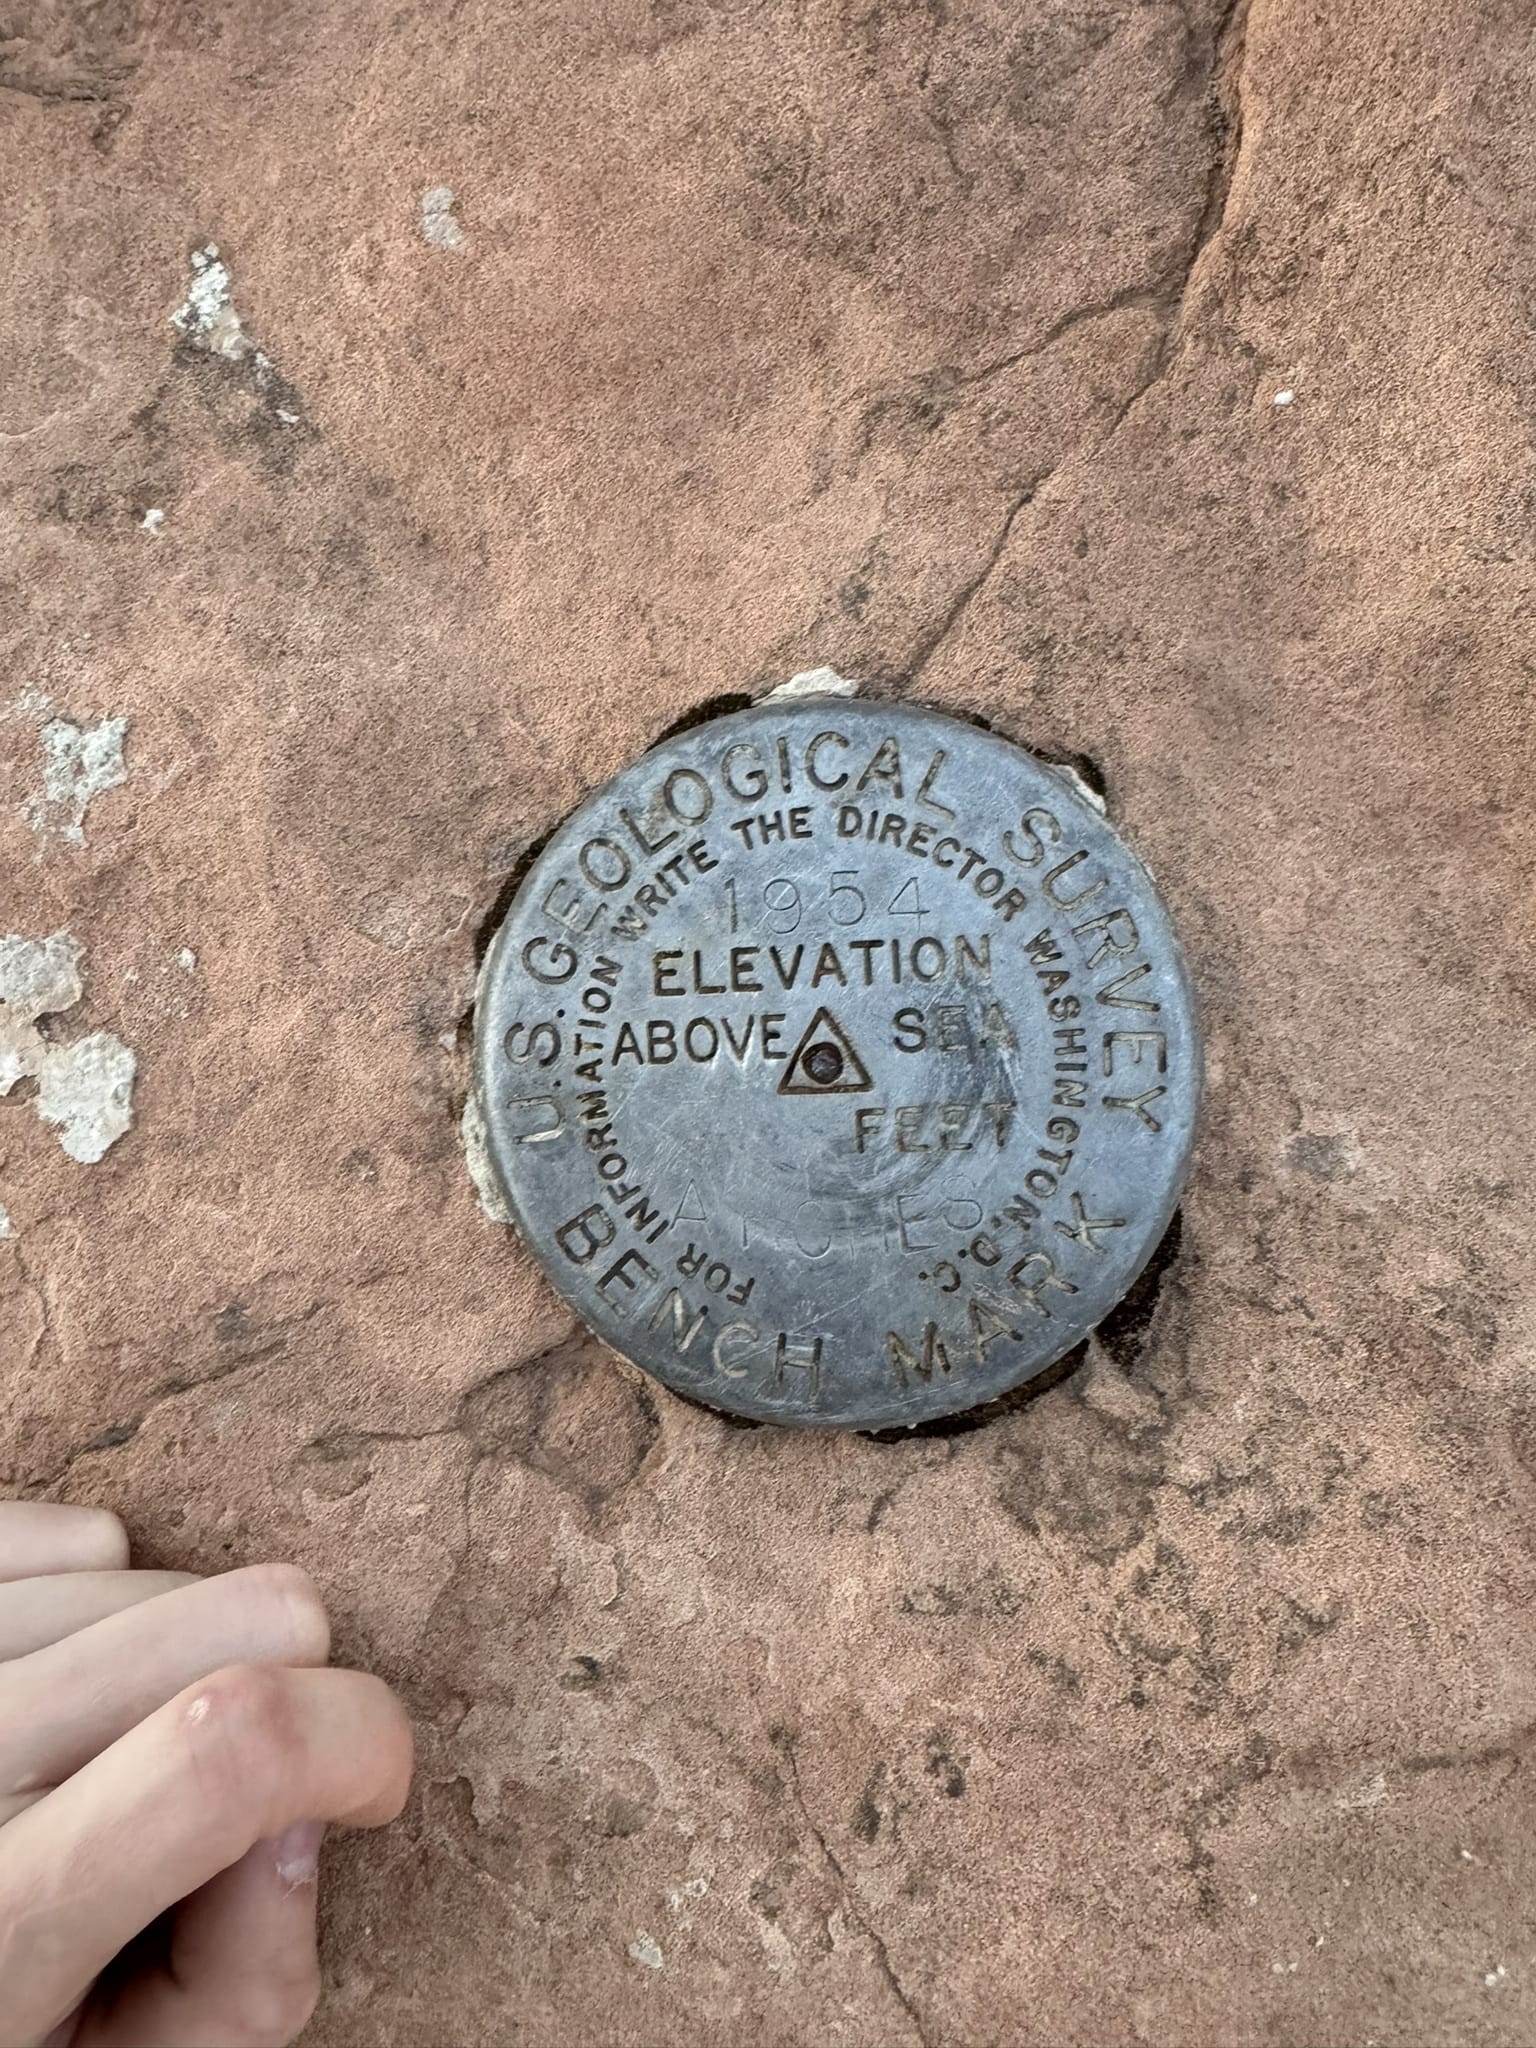 U.S. GEOLOGICAL SURVEY
FOR INFORMATION WRITE THE DIRECTOR WASHINGTON, D.C.
1954
ELEVATION
ABOVE SEA
FEET
ARCHES
BENCH MARK